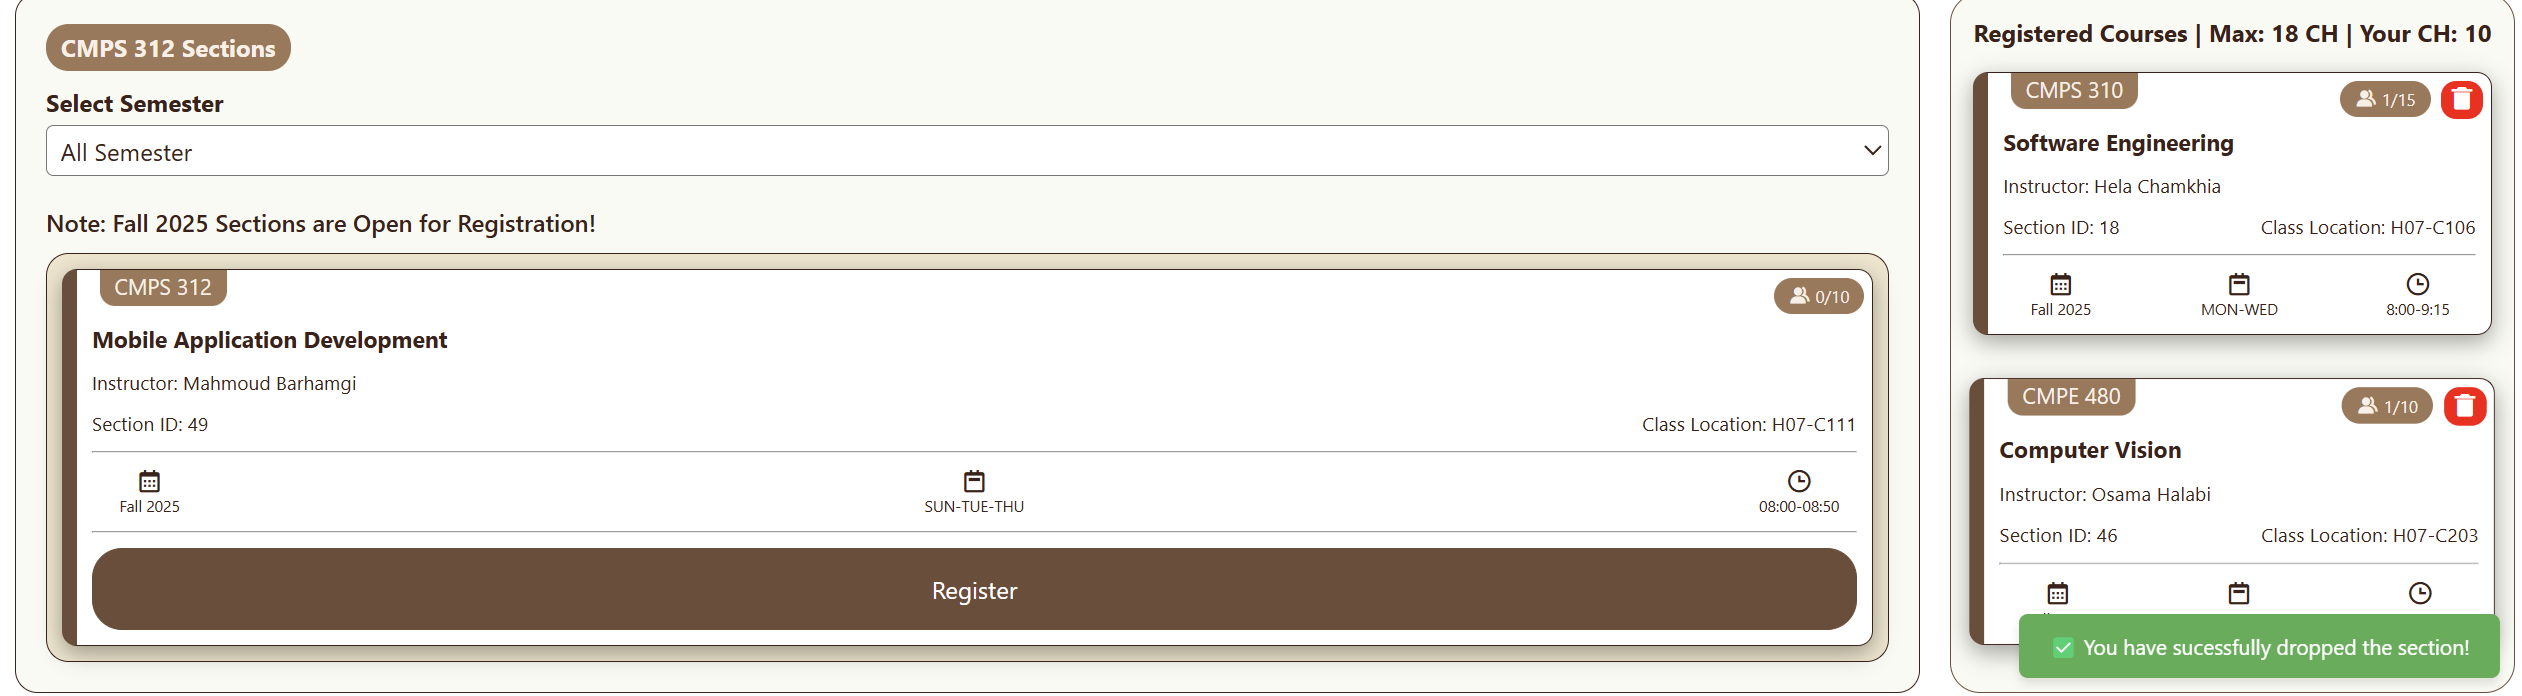 CMPS 312 Sections
Select Semester
All Semester
Note: Fall 2025 Sections are Open for Registration!
CMPS 312
0/10
Mobile Application Development
Instructor: Mahmoud Barhamgi
Section ID: 49
Class Location: H07-C111
Fall 2025
SUN-TUE-THU
08:00-08:50
Register
Registered Courses | Max: 18 CH | Your CH: 10
CMPS 310
1/15
Software Engineering
Instructor: Hela Chamkhia
Section ID: 18
Class Location: H07-C106
Fall 2025
MON-WED
8:00-9:15
CMPE 480
1/10
Computer Vision
Instructor: Osama Halabi
Section ID: 46
Class Location: H07-C203
You have sucessfully dropped the section!